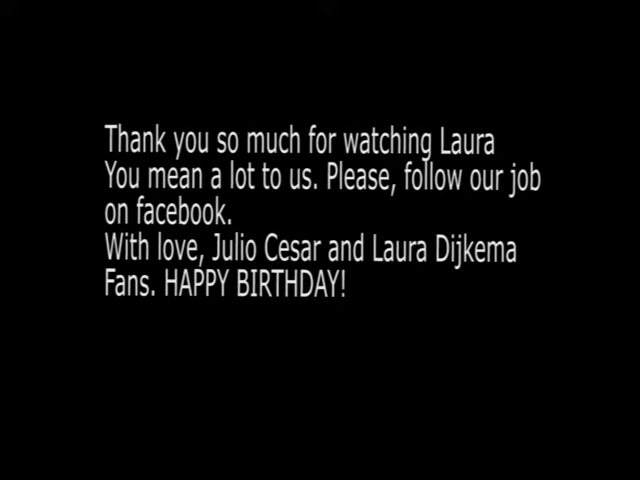 Thank you so much for watching Laura
You mean a lot to us. Please, follow our job
on facebook.
With love, Julio Cesar and Laura Dijkema
Fans. HAPPY BIRTHDAY!